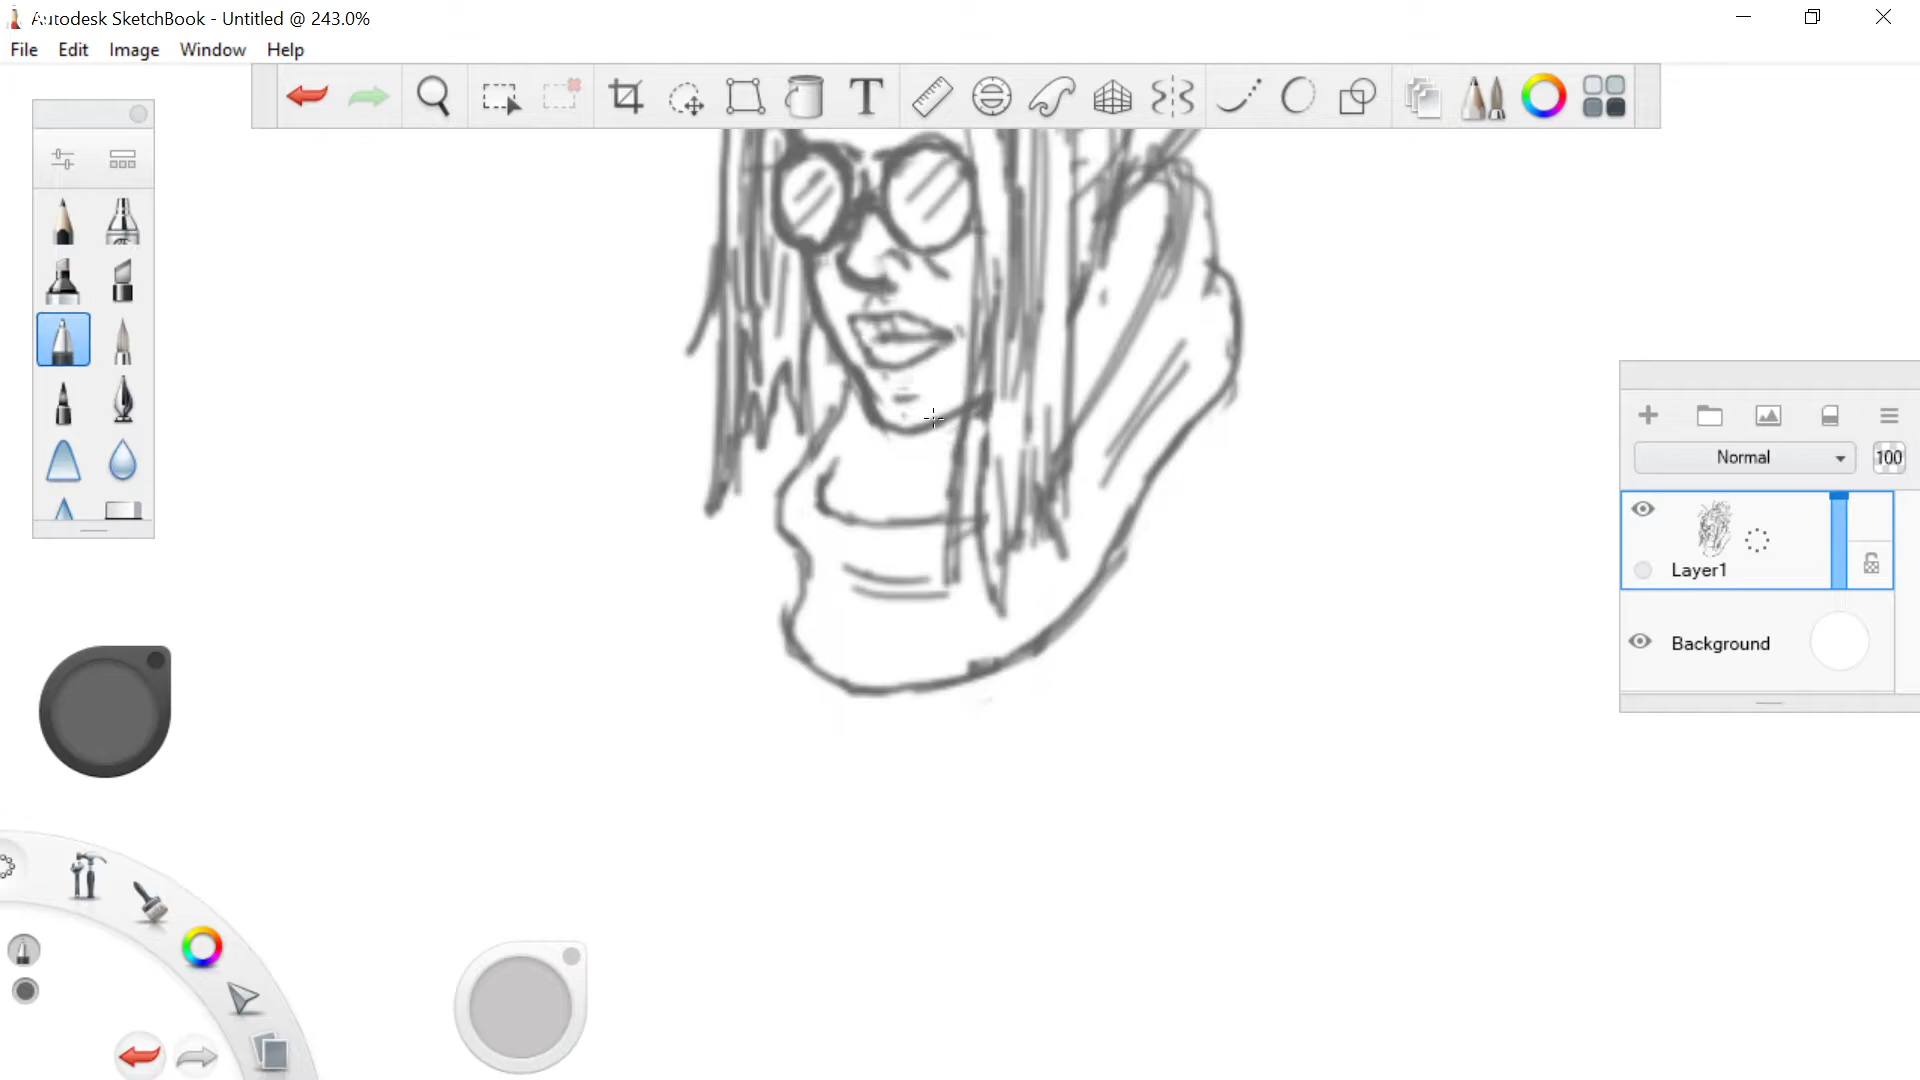 Autodesk SketchBook - Untitled @ 243.0%
File Edit Image Window Help
T
Normal 100
Layer1
Background